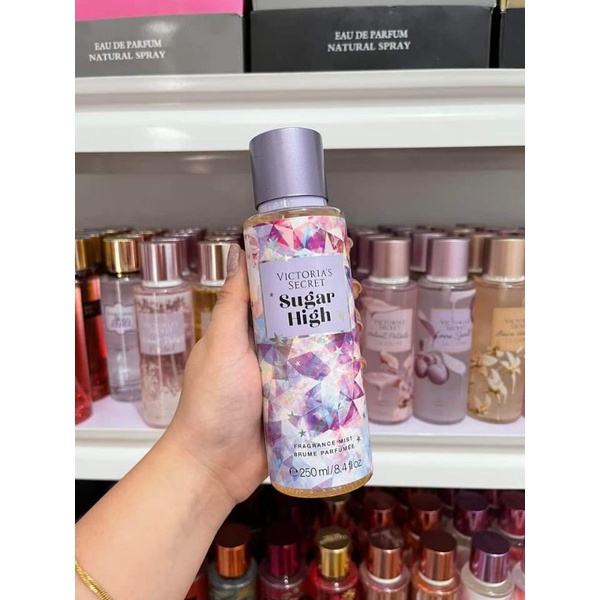 EAU DE PARFUM
NATURAL SPRAY
EAU DE PARFUM
NATURAL SPRAY
VICTORIA'S
SECRET
Sugar
High
FRAGRANCE MIST
BRUME PARFUMÉE
℮250 ml/8.4 fl oz
VICTORIA'S
SECRET
VICTORIA'S
SECRET
VICTORIA'S
SECRET